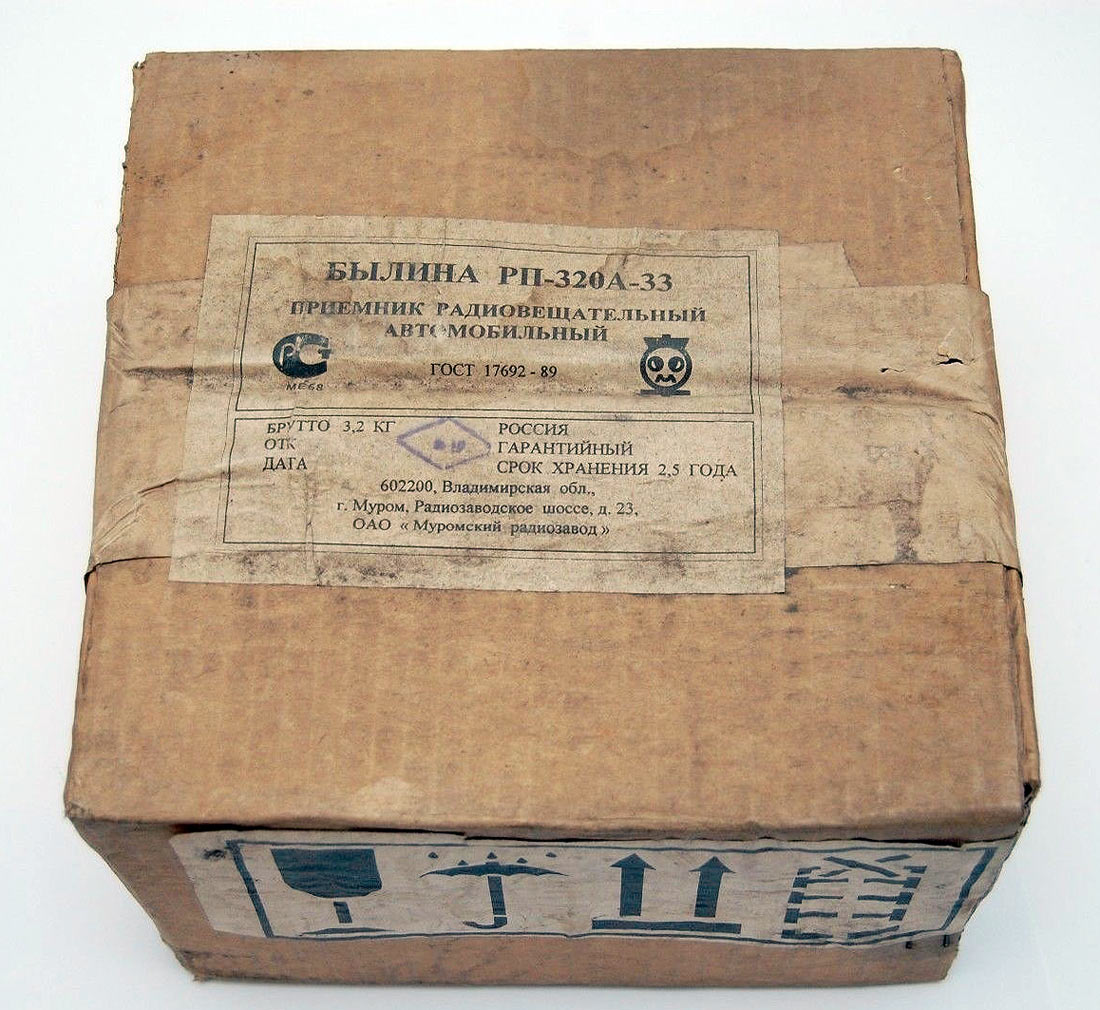 БЫЛИНА РП-320А-33
ПРИЕМНИК РАДИОВЕЩАТЕЛЬНЫЙ
АВТОМОБИЛЬНЫЙ
МЕ68
ГОСТ 17692 - 89
БРУТТО 3,2 КГ
ОТК
ДАТА
РОССИЯ
ГАРАНТИЙНЫЙ
СРОК ХРАНЕНИЯ 2,5 ГОДА
602200, Владимирская обл.,
г. Муром, Радиозаводское шоссе, д. 23,
ОАО « Муромский радиозавод »